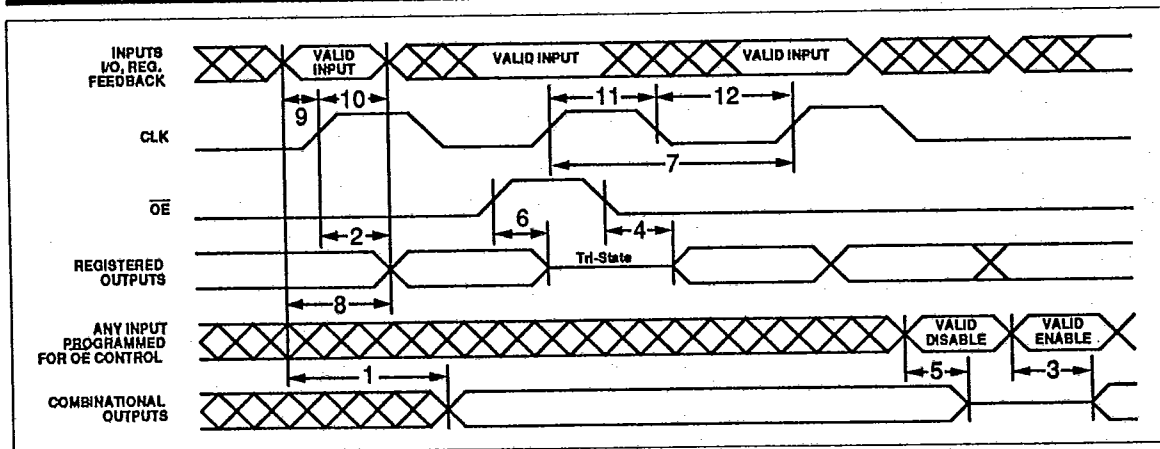 INPUTS
I/O, REG.
FEEDBACK
VALID
INPUT
VALID INPUT
VALID INPUT
9
10
11
12
CLK
7
OE
6
4
2
REGISTERED
OUTPUTS
Tri-State
8
ANY INPUT
PROGRAMMED
FOR OE CONTROL
VALID
DISABLE
VALID
ENABLE
1
5
3
COMBINATIONAL
OUTPUTS